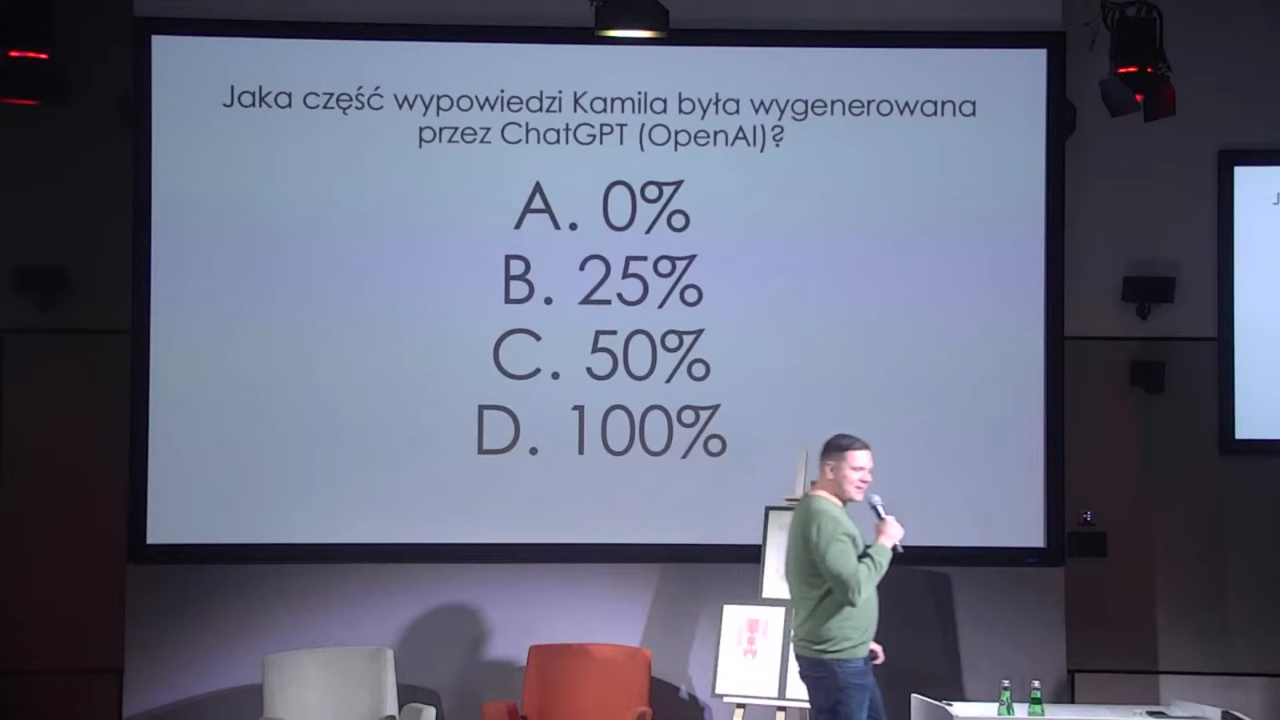 Jaka część wypowiedzi Kamila była wygenerowana
przez ChatGPT (OpenAI)?
A. 0%
B. 25%
C. 50%
D. 100%
J